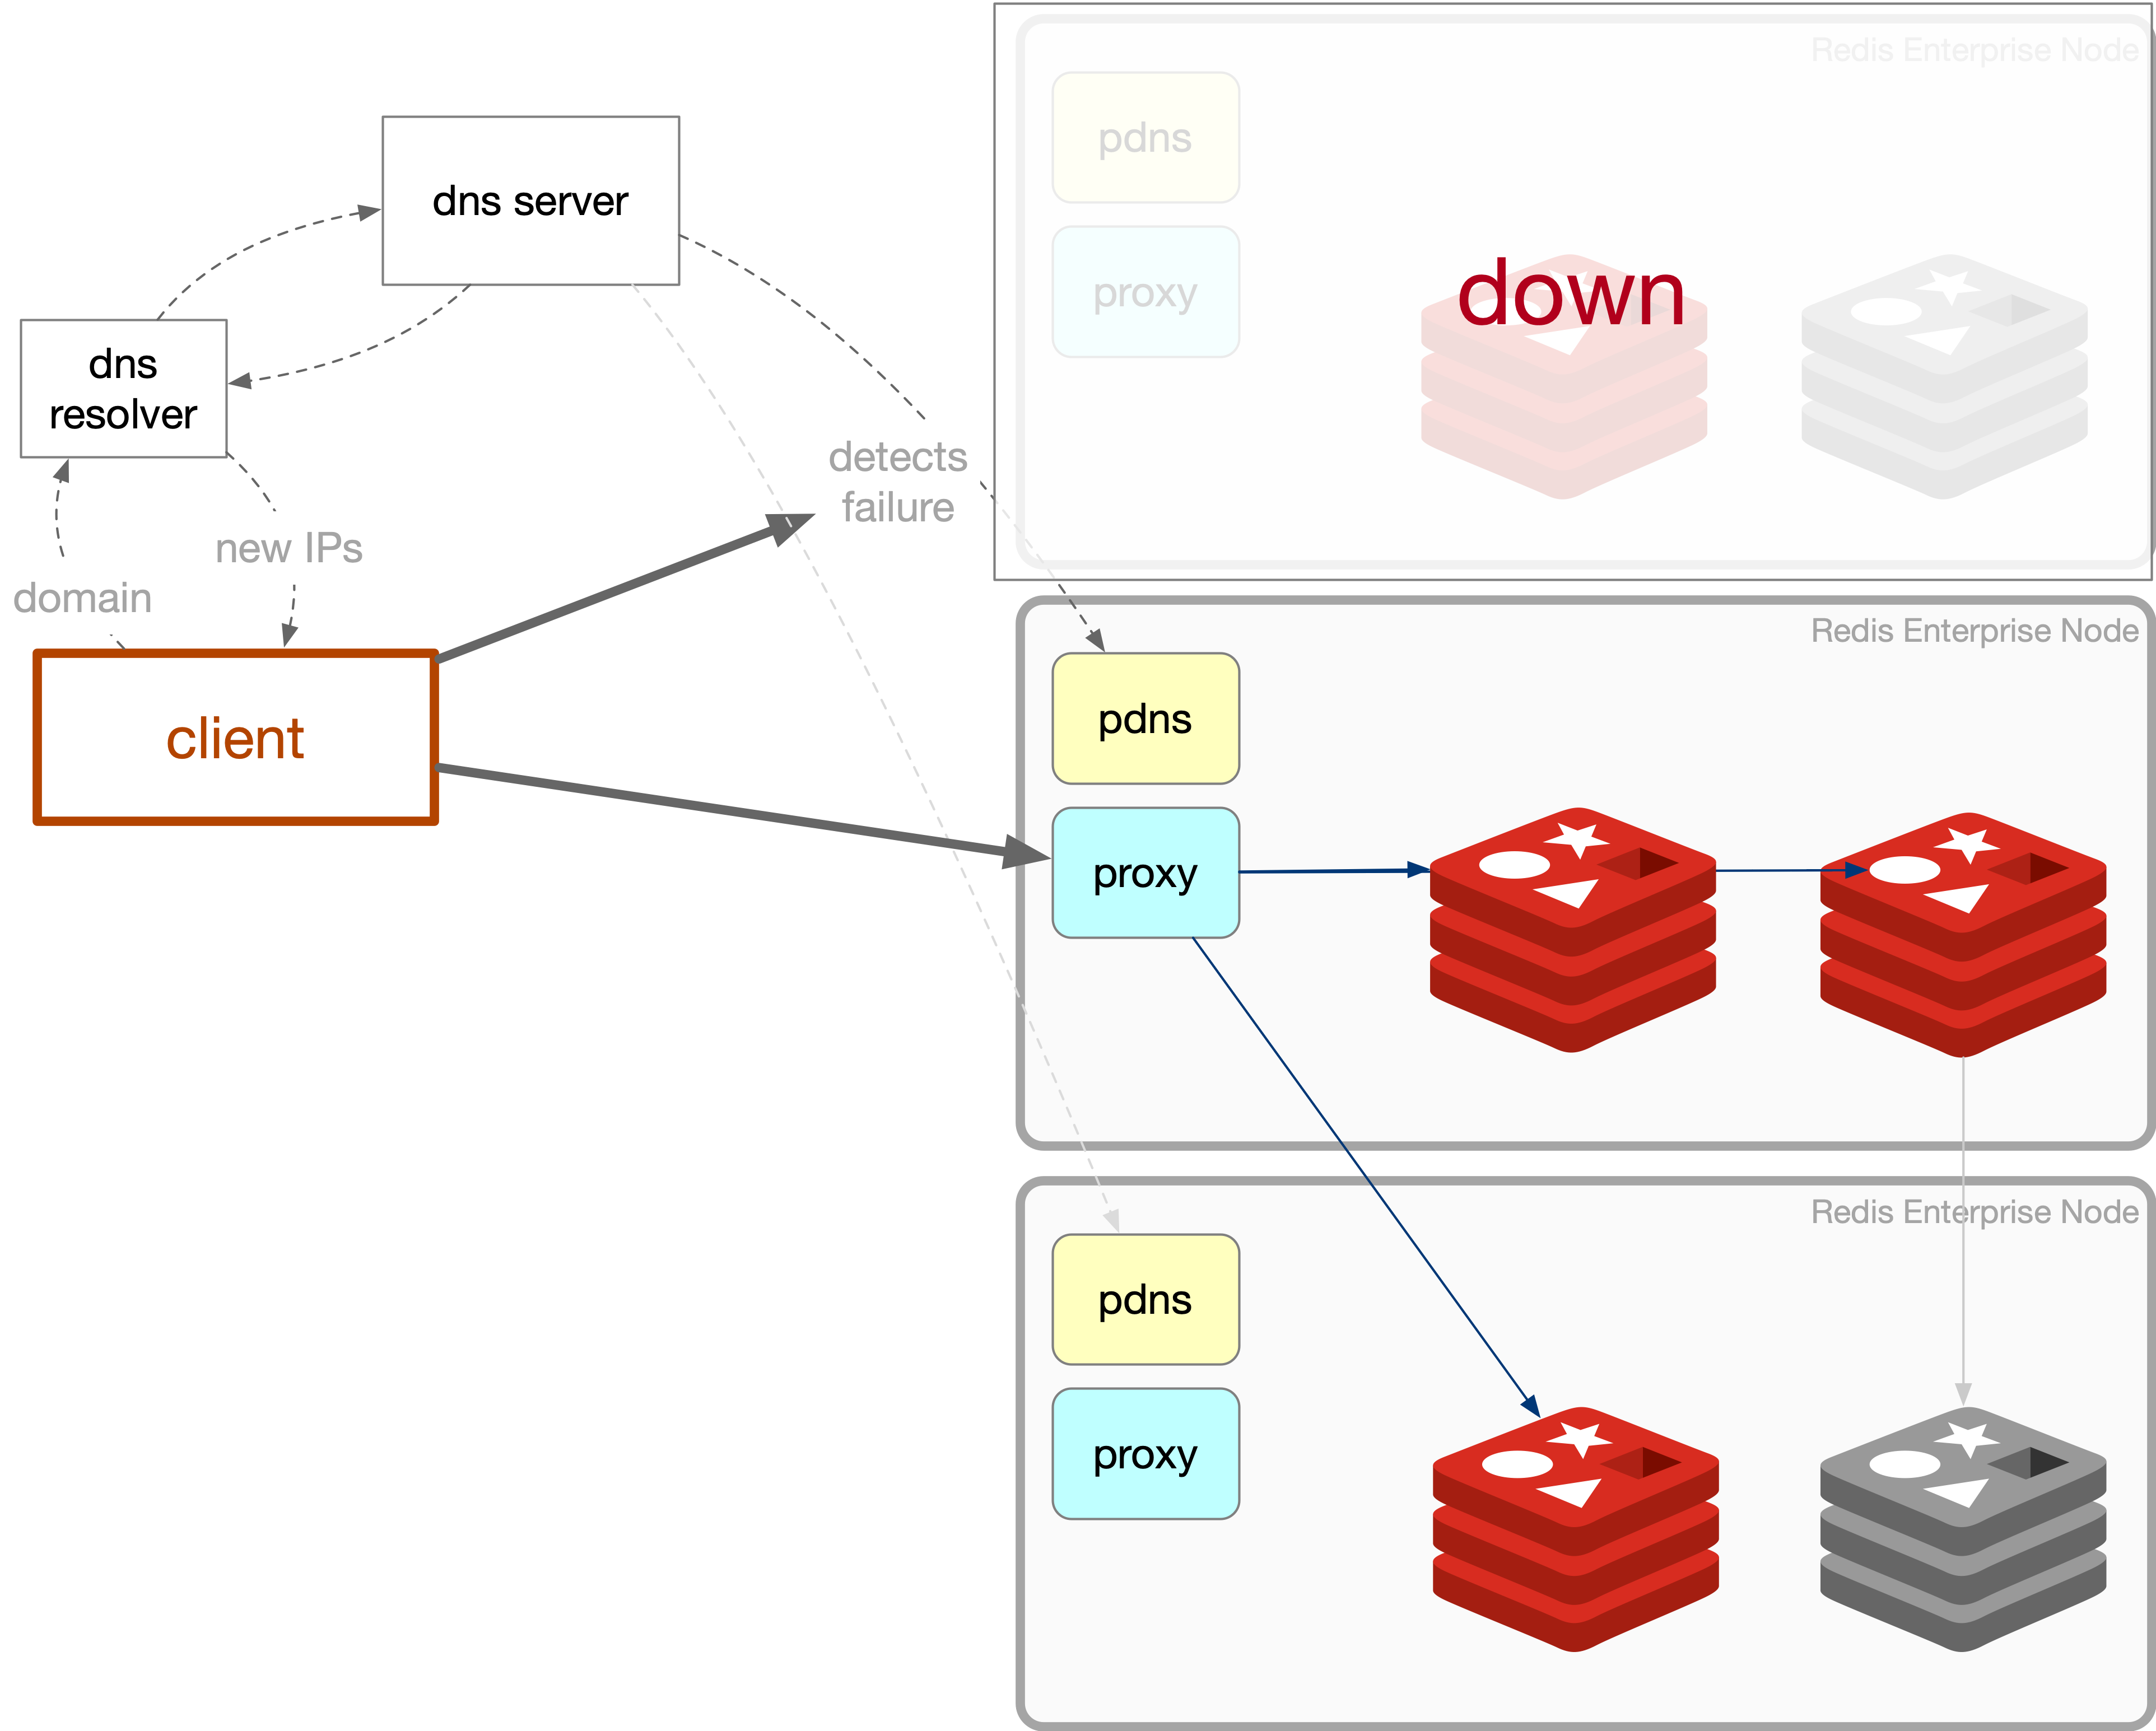 Redis Enterprise Node
pdns
dns server
proxy
down
dns
resolver
detects
failure
new IPs
domain
Redis Enterprise Node
client
pdns
proxy
Redis Enterprise Node
pdns
proxy